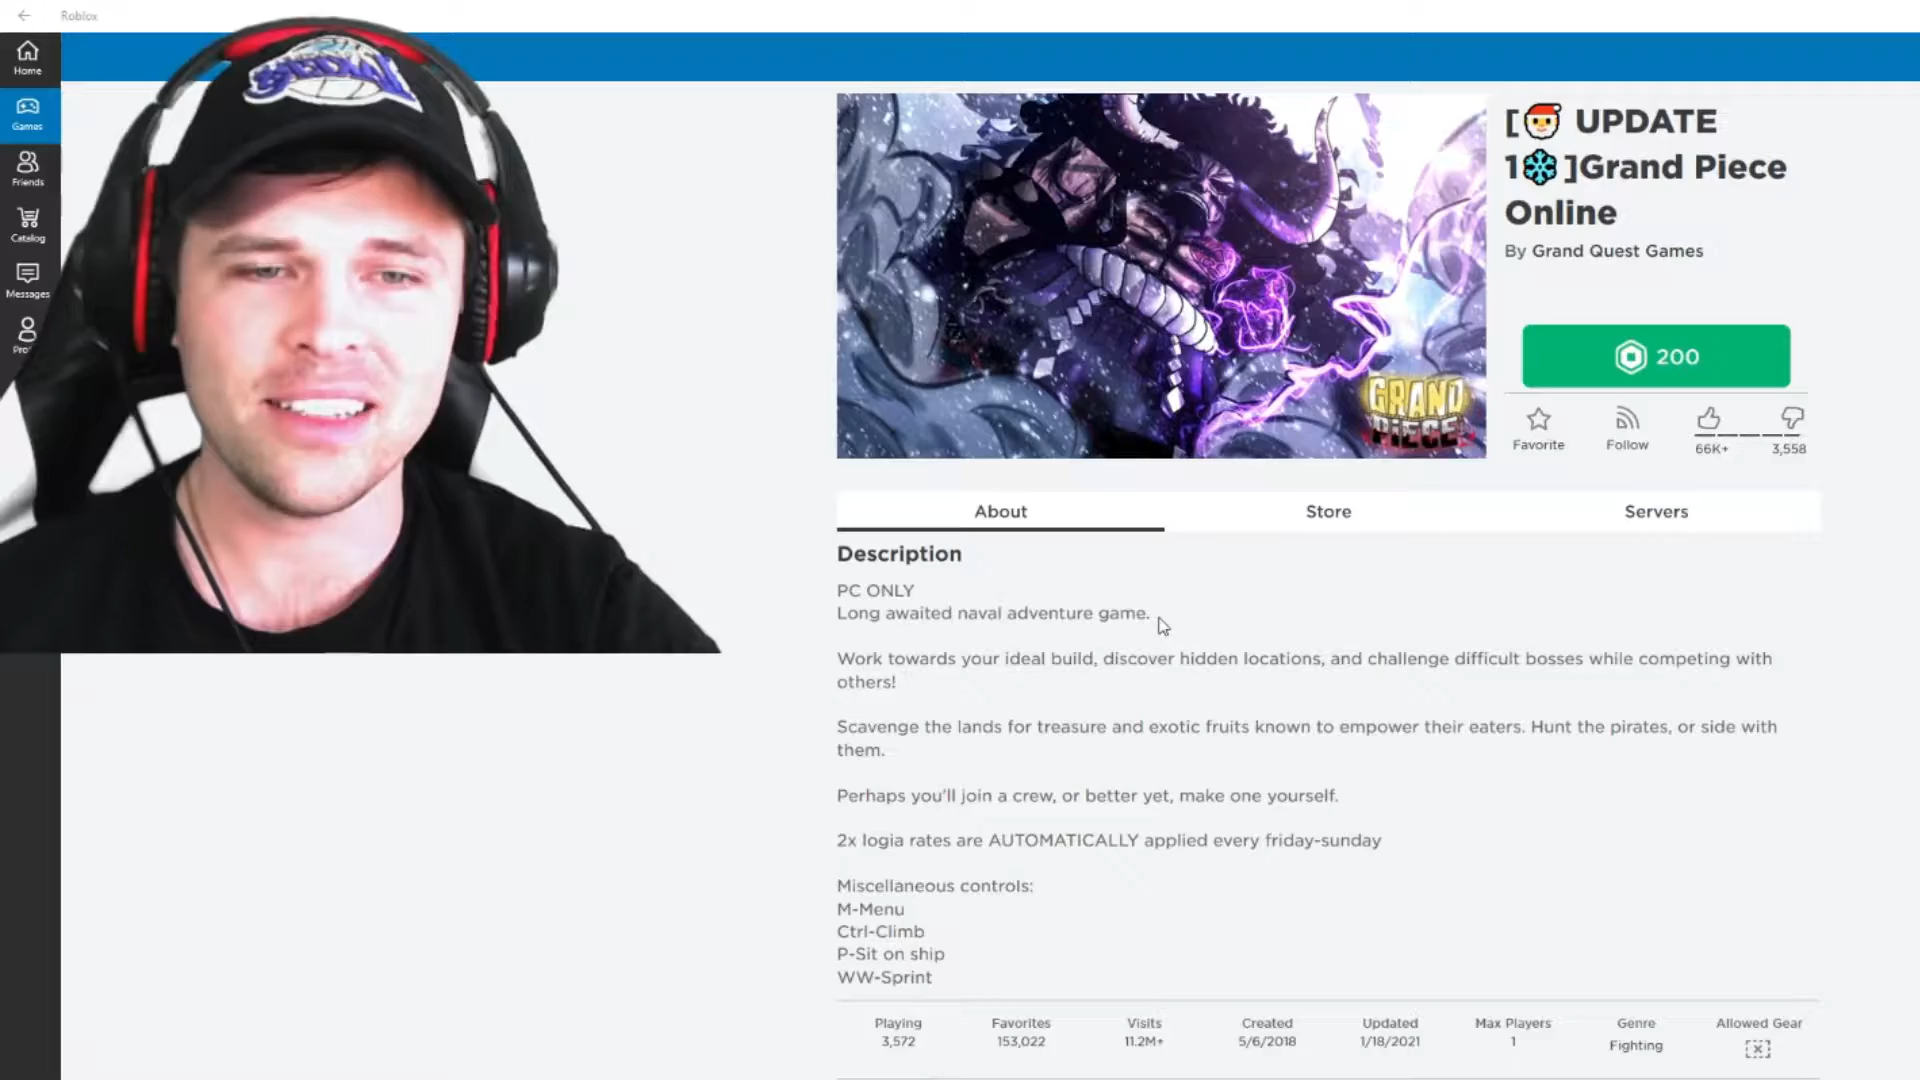 Roblox
Home
Games
Friends
Catalog
Messages
[🎅 UPDATE
1❄️]Grand Piece
Online
By Grand Quest Games
200
Favorite
Follow
66K+
3,558
GRAND
PIECE
About
Store
Servers
Description
PC ONLY
Long awaited naval adventure game.
Work towards your ideal build, discover hidden locations, and challenge difficult bosses while competing with
others!
Scavenge the lands for treasure and exotic fruits known to empower their eaters. Hunt the pirates, or side with
them.
Perhaps you'll join a crew, or better yet, make one yourself.
2x logia rates are AUTOMATICALLY applied every friday-sunday
Miscellaneous controls:
M-Menu
Ctrl-Climb
P-Sit on ship
WW-Sprint
Playing
3,572
Favorites
153,022
Visits
11.2M+
Created
5/6/2018
Updated
1/18/2021
Max Players
1
Genre
Fighting
Allowed Gear